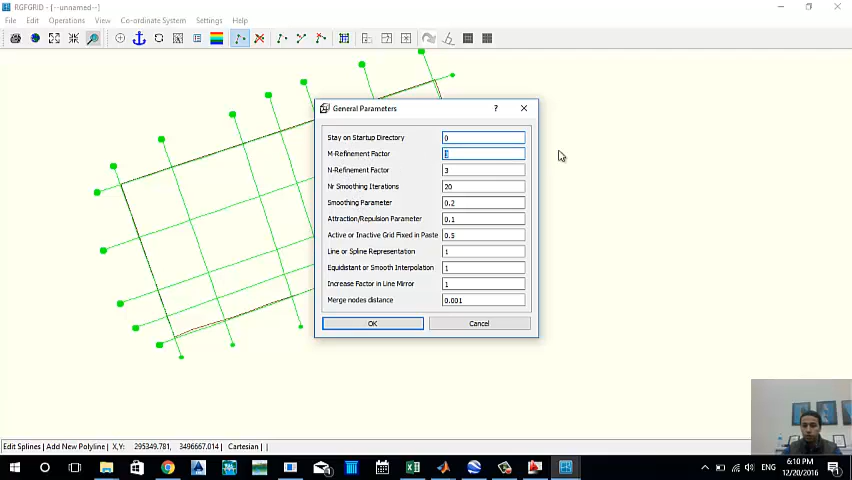 RGFGRID - [--unnamed--]
File Edit Operations View Co-ordinate System Settings Help
General Parameters
Stay on Startup Directory 0
M-Refinement Factor
N-Refinement Factor 3
Nr Smoothing Iterations 20
Smoothing Parameter 0.2
Attraction/Repulsion Parameter 0.1
Active or Inactive Grid Fixed in Paste 0.5
Line or Spline Representation 1
Equidistant or Smooth Interpolation 1
Increase Factor in Line Mirror 1
Merge nodes distance 0.001
OK Cancel
Edit Splines | Add New Polyline | X,Y: 295349.781, 3496667.014 | Cartesian | |
ENG
6:10 PM
12/20/2016